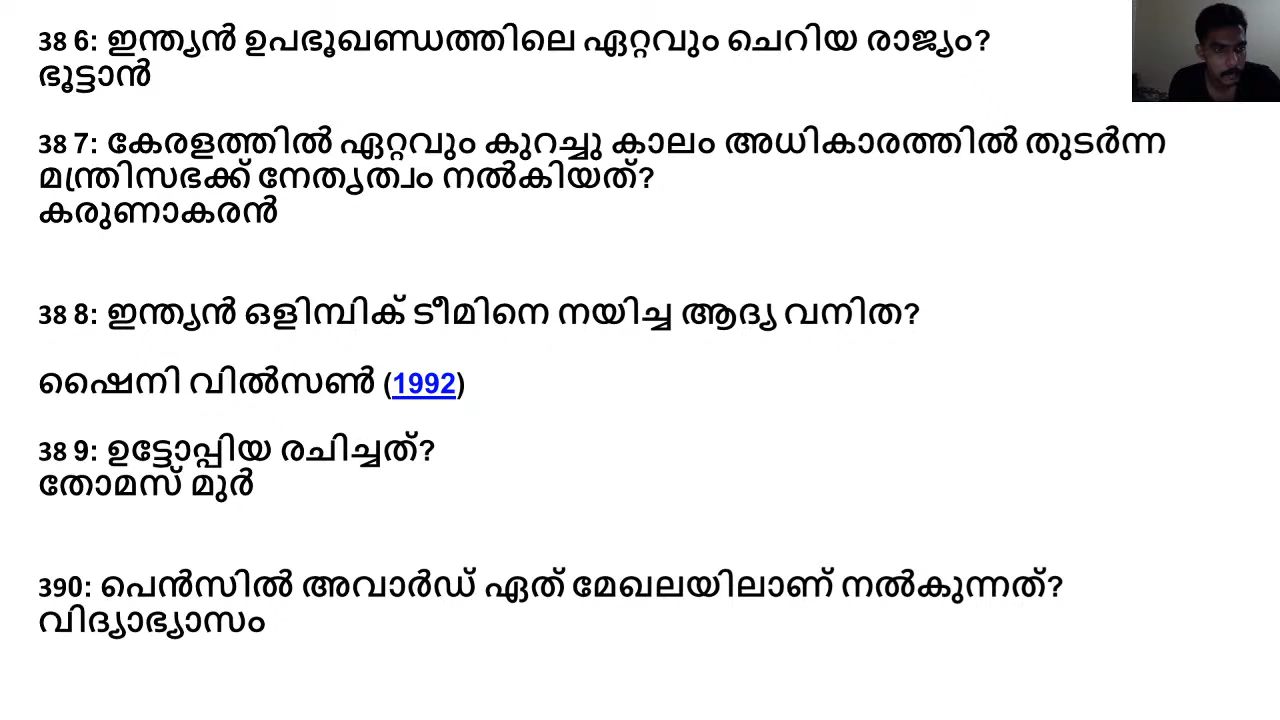 38 6: ഇന്ത്യൻ ഉപഭൂഖണ്ഡത്തിലെ ഏറ്റവും ചെറിയ രാജ്യം?
ഭൂട്ടാൻ
38 7: കേരളത്തിൽ ഏറ്റവും കുറച്ചു കാലം അധികാരത്തിൽ തുടർന്ന
മന്ത്രിസഭക്ക് നേതൃത്വം നൽകിയത്?
കരുണാകരൻ
38 8: ഇന്ത്യൻ ഒളിമ്പിക് ടീമിനെ നയിച്ച ആദ്യ വനിത?
ഷൈനി വിൽസൺ (1992)
38 9: ഉട്ടോപ്പിയ രചിച്ചത്?
തോമസ് മുർ
390: പെൻസിൽ അവാർഡ് ഏത് മേഖലയിലാണ് നൽകുന്നത്?
വിദ്യാഭ്യാസം